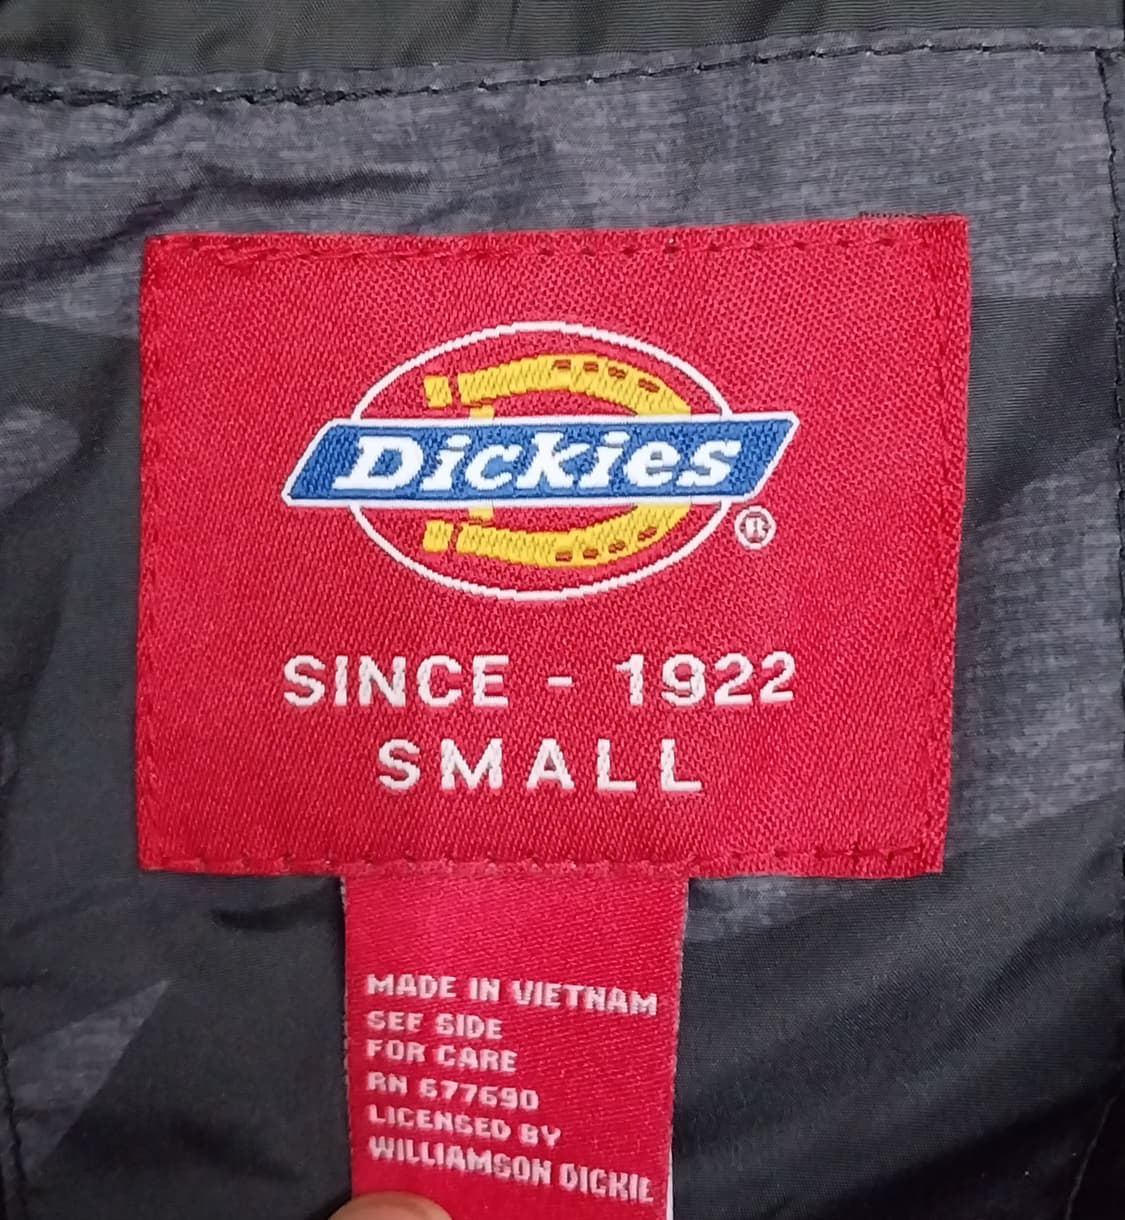 Dickies
®
SINCE - 1922
SMALL
MADE IN VIETNAM
SEE SIDE
FOR CARE
RN 677690
LICENSED BY
WILLIAMSON DICKIE